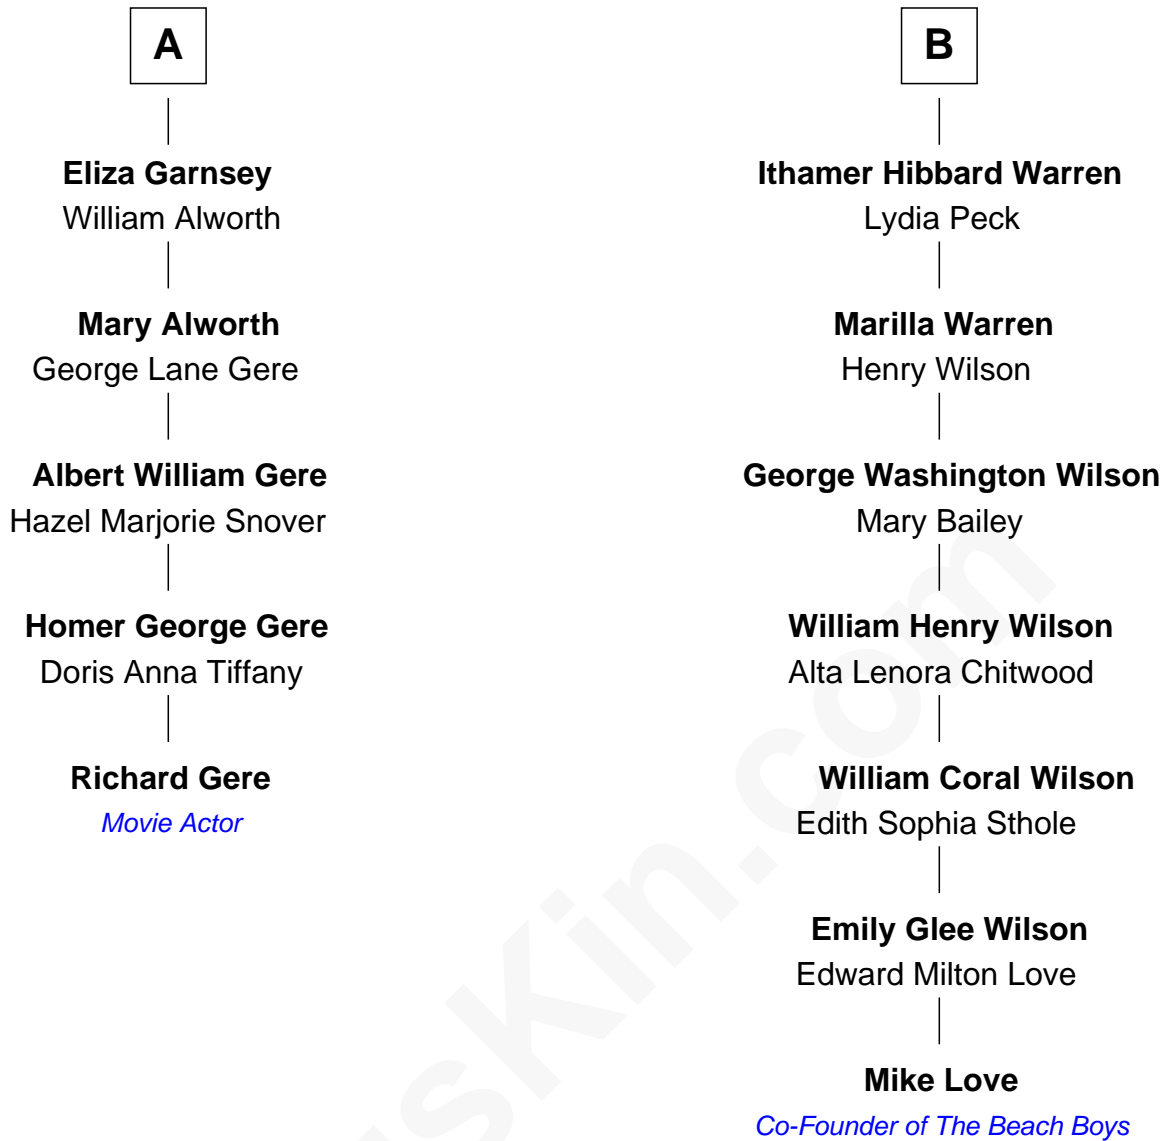 A
Eliza Garnsey
William Alworth
Mary Alworth
George Lane Gere
Albert William Gere
Hazel Marjorie Snover
Homer George Gere
Doris Anna Tiffany
Richard Gere
Movie Actor
B
Ithamer Hibbard Warren
Lydia Peck
Marilla Warren
Henry Wilson
George Washington Wilson
Mary Bailey
William Henry Wilson
Alta Lenora Chitwood
William Coral Wilson
Edith Sophia Sthole
Emily Glee Wilson
Edward Milton Love
Mike Love
Co-Founder of The Beach Boys
sKin.com